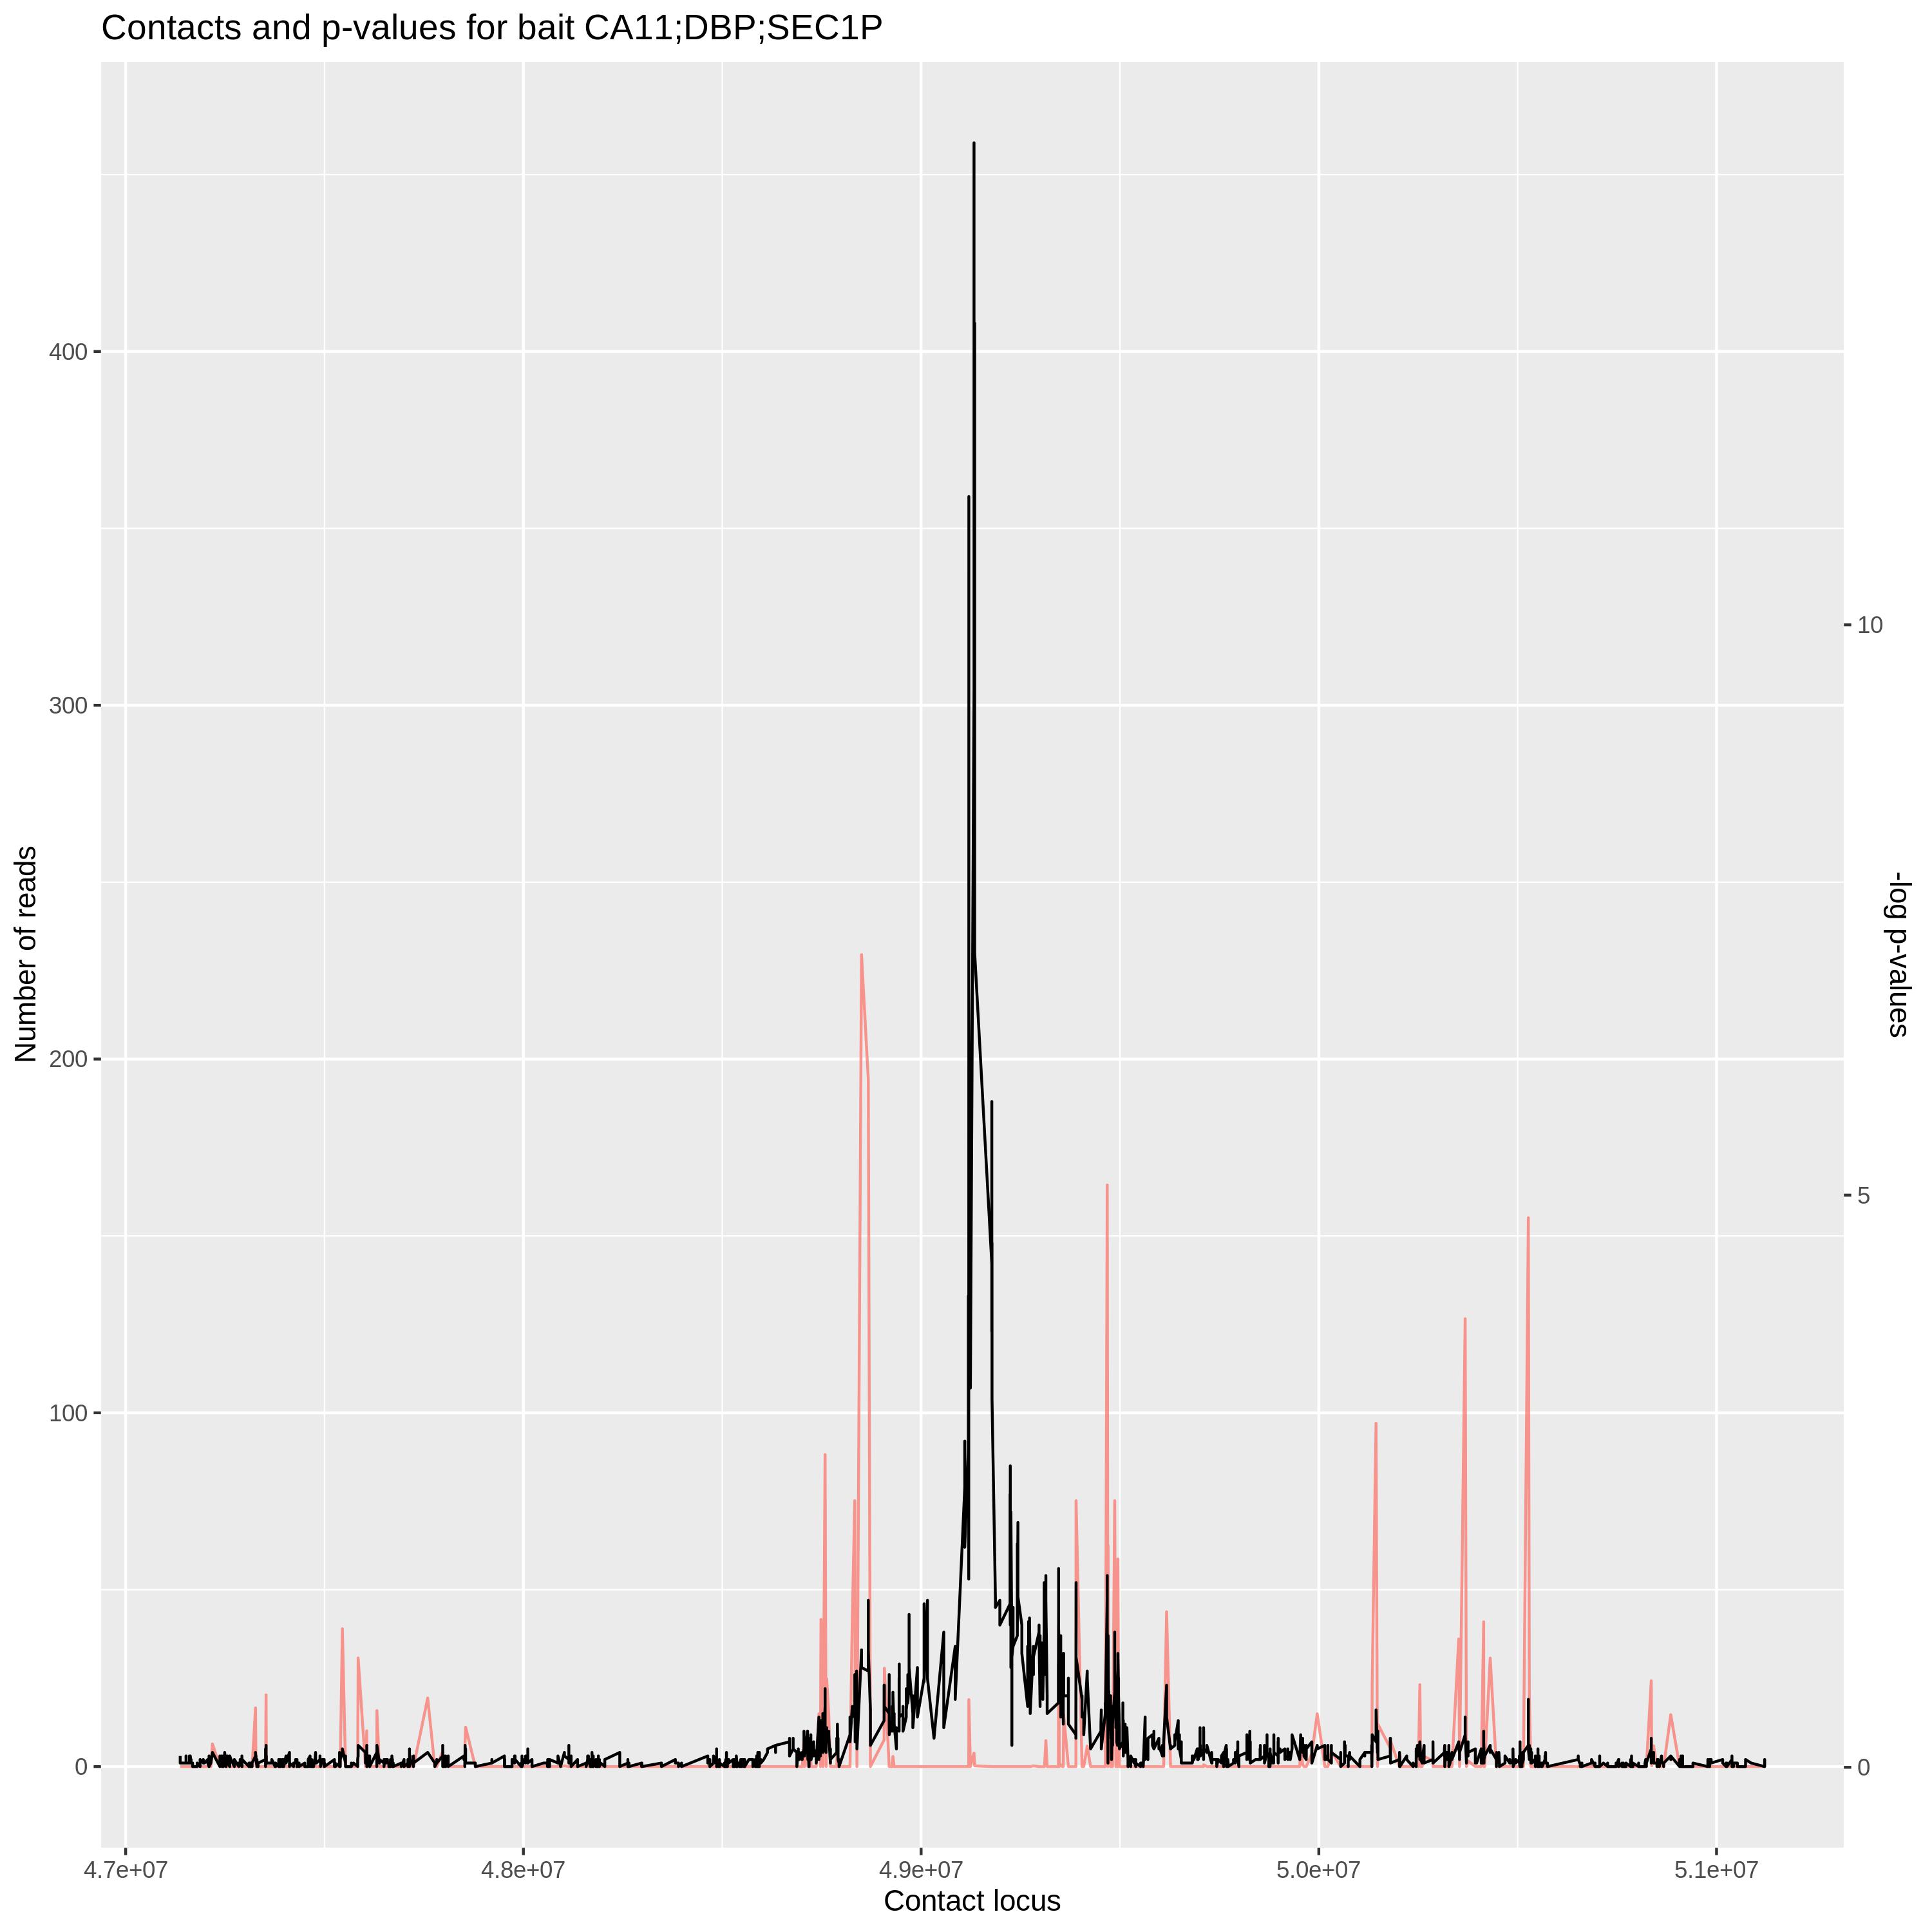 Contacts and p-values for bait CA11;DBP;SEC1P
Number of reads
400
300
200
100
0
10
5
0
-log p-values
4.7e+07
4.8e+07
4.9e+07
5.0e+07
5.1e+07
Contact locus